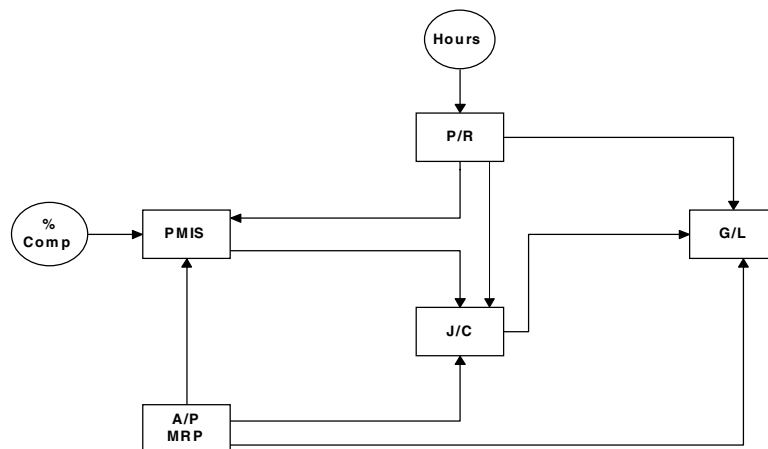 Hours
P/R
%
Comp
PMIS
G/L
J/C
A/P
MRP